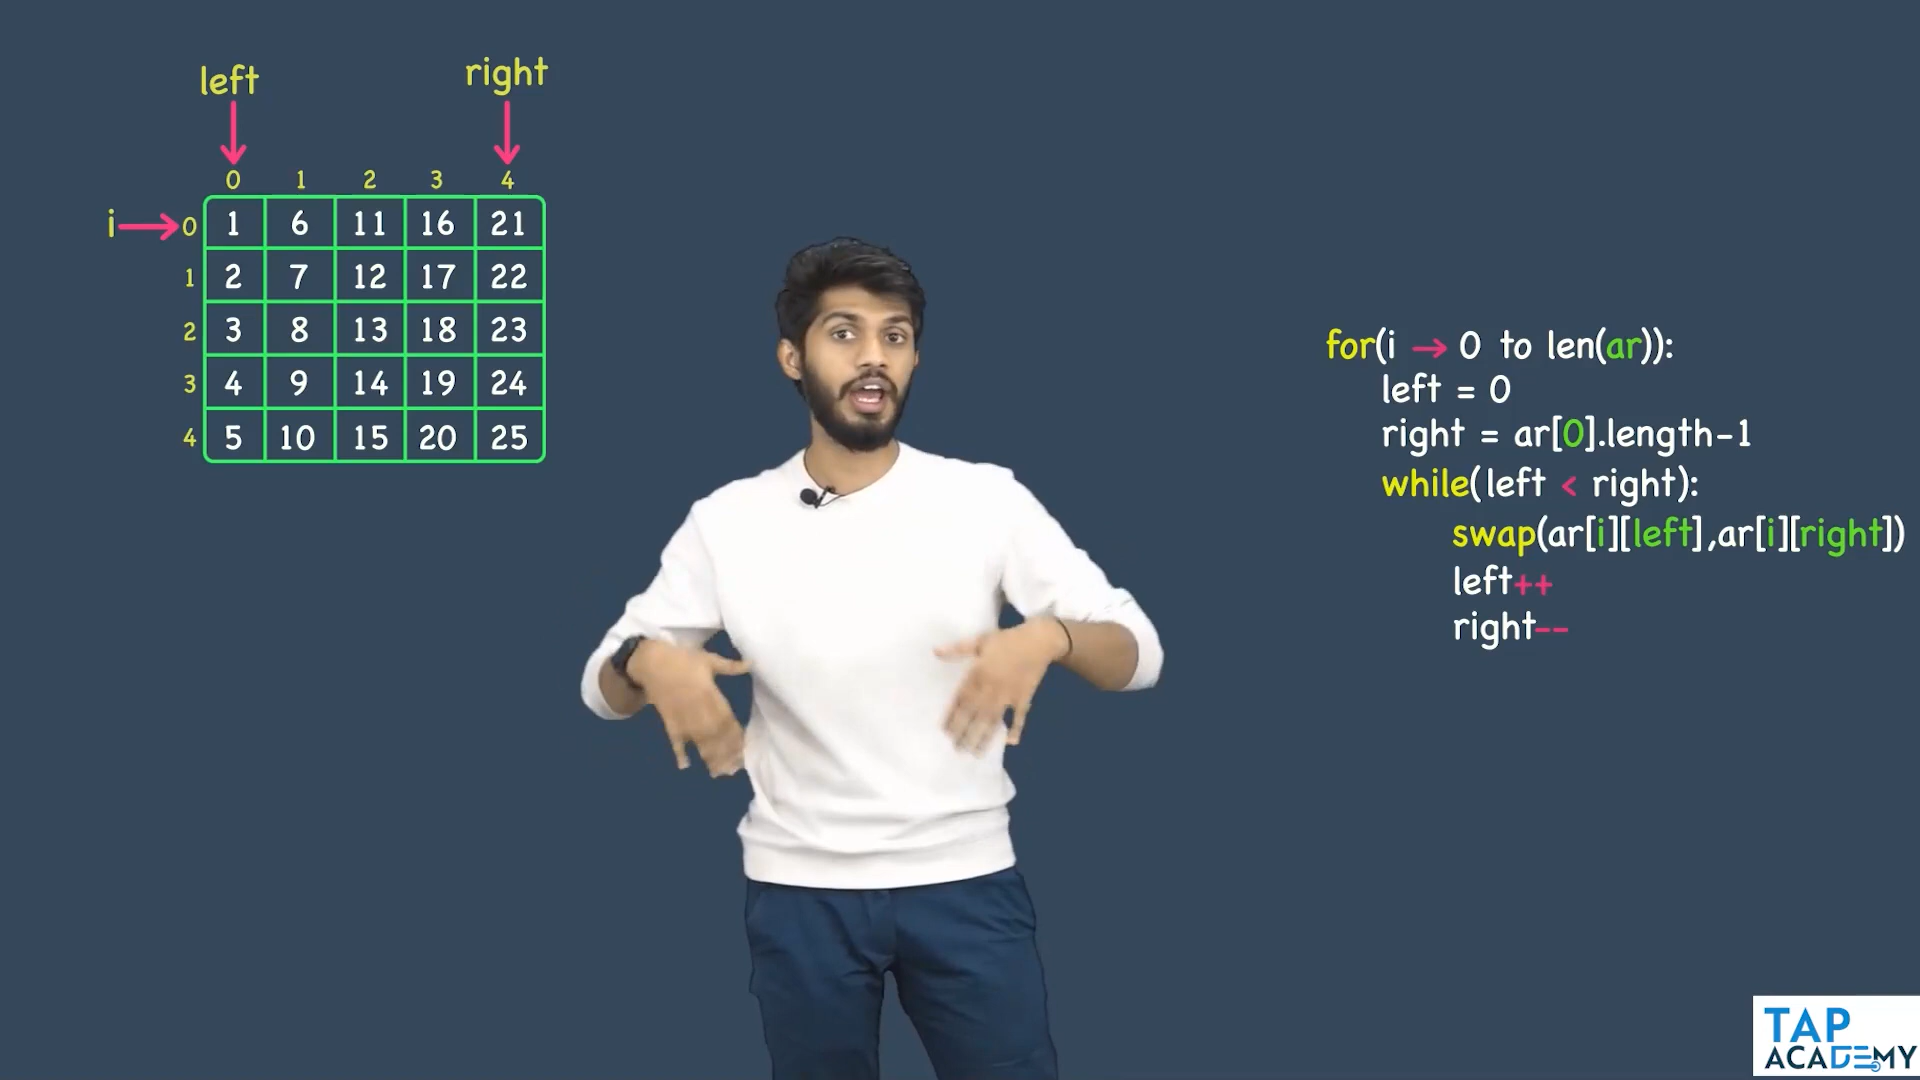 left right
0 1 2 3 4
i 0 1 6 11 16 21
1 2 7 12 17 22
2 3 8 13 18 23
3 4 9 14 19 24
4 5 10 15 20 25
for(i → 0 to len(ar)):
left = 0
right = ar[0].length-1
while(left < right):
swap(ar[i][left],ar[i][right])
left++
right--
TAP
ACADEMY